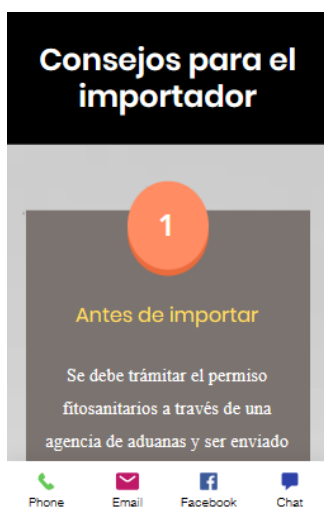 Consejos para el
importador
1
Antes de importar
Se debe trámitar el permiso
fitosanitarios a través de una
agencia de aduanas y ser enviado
Phone Email Facebook Chat